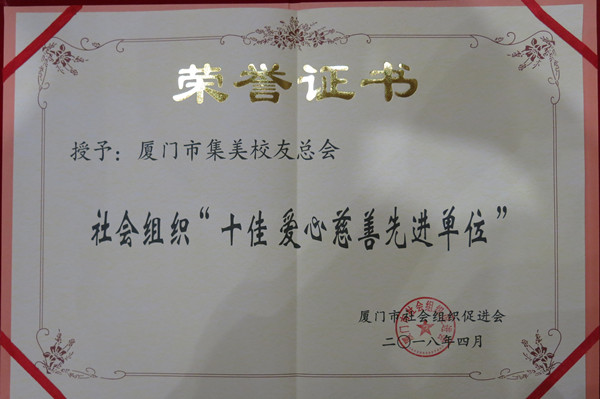 荣誉证书
授予：厦门市集美校友总会
社会组织“十佳爱心慈善先进单位”
厦门市社会组织促进会
二〇一八年四月